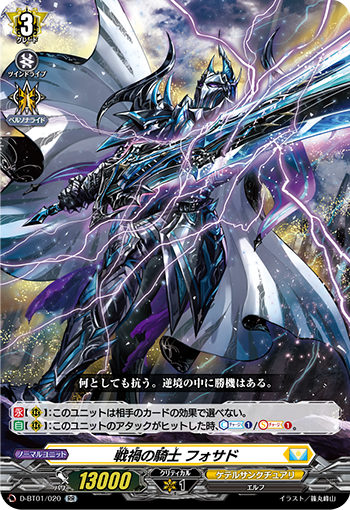 3
グレード
ツインドライブ
ペルソナライド
何としても抗う。逆境の中に勝機はある。
永【Ⓡ】:このユニットは相手のカードの効果で選べない。
自【Ⓡ】:このユニットのアタックがヒットした時、
ノーマルユニット
戦禍の騎士 フォサド
パワー 13000
クリティカル
1
ケテルサンクチュアリ
エルフ
D-BT01/020 RR
イラスト/篠丸峰山